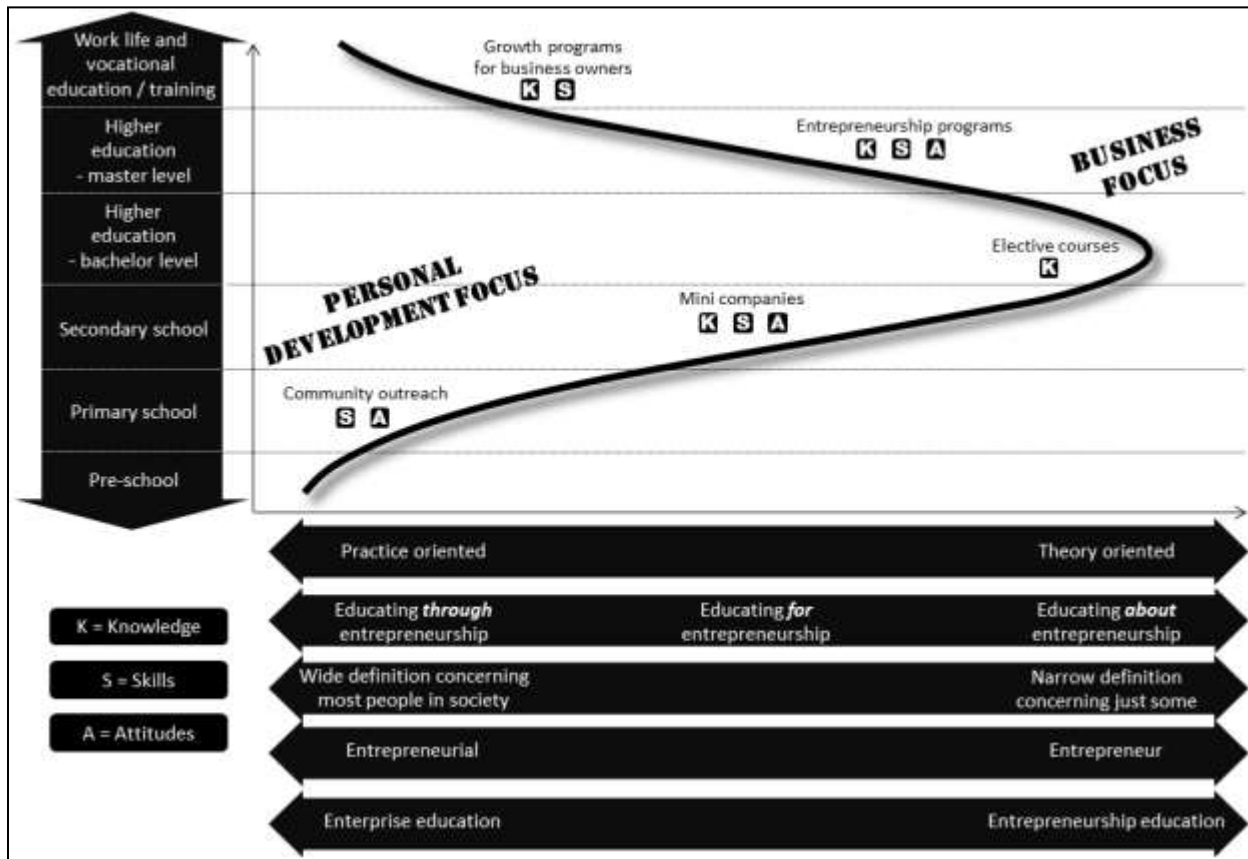 Work life and
vocational
education / training
Higher
education
- master level
Higher
education
- bachelor level
Secondary school
Primary school
Pre-school
Growth programs
for business owners
K S
Entrepreneurship programs
K S A
BUSINESS
FOCUS
Elective courses
K
PERSONAL
DEVELOPMENT FOCUS
Mini companies
K S A
Community outreach
S A
Practice oriented
Theory oriented
Educating through
entrepreneurship
Educating for
entrepreneurship
Educating about
entrepreneurship
Wide definition concerning
most people in society
Narrow definition
concerning just some
Entrepreneurial
Entrepreneur
Enterprise education
Entrepreneurship education
K = Knowledge
S = Skills
A = Attitudes